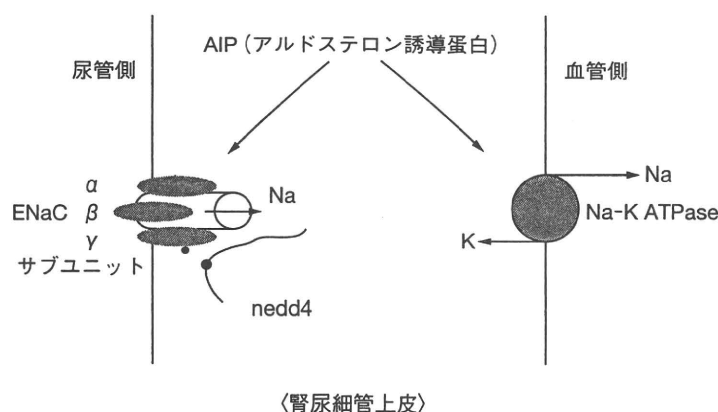 AIP（アルドステロン誘導蛋白）
尿管側
血管側
α
ENaC β
γ
サブユニット
Na
nedd4
Na
Na-K ATPase
K
〈腎尿細管上皮〉